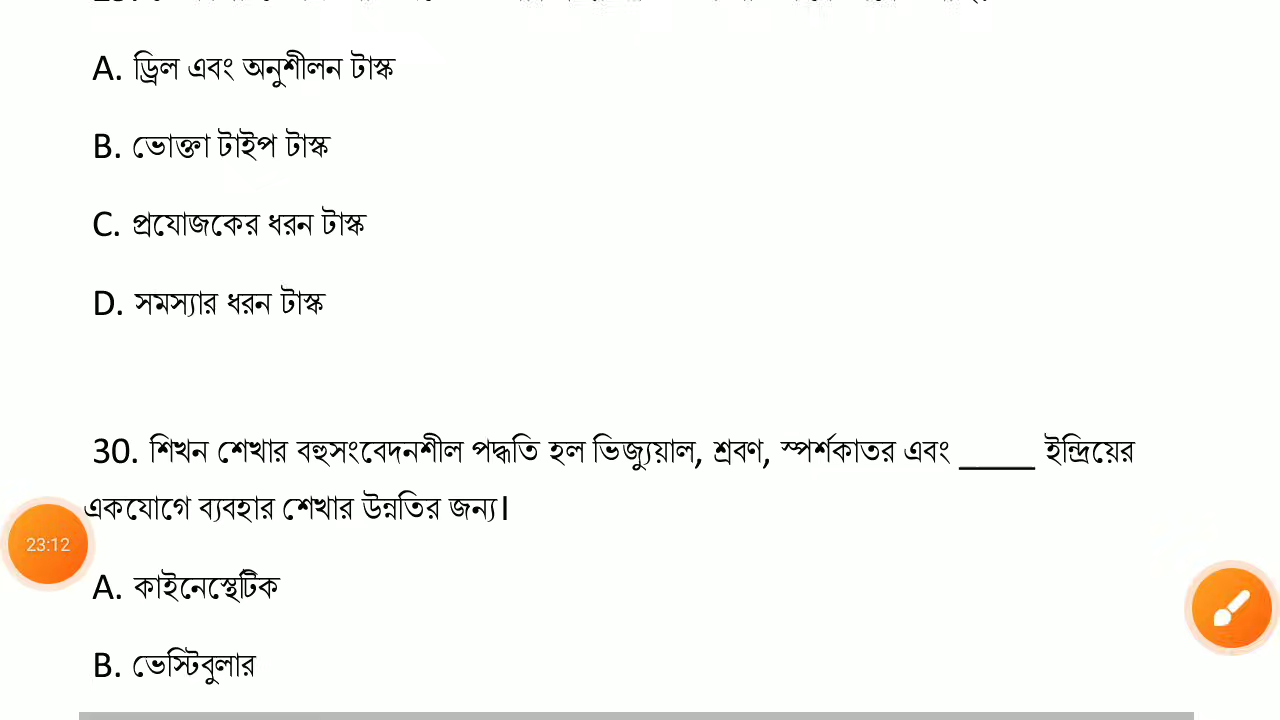 A. ড্রিল এবং অনুশীলন টাস্ক
B. ভোক্তা টাইপ টাস্ক
C. প্রযোজকের ধরন টাস্ক
D. সমস্যার ধরন টাস্ক
30. শিখন শেখার বহুসংবেদনশীল পদ্ধতি হল ভিজ্যুয়াল, শ্রবণ, স্পর্শকাতর এবং _____ ইন্দ্রিয়ের
একযোগে ব্যবহার শেখার উন্নতির জন্য।
23:12
A. কাইনেস্থেটিক
B. ভেস্টিবুলার